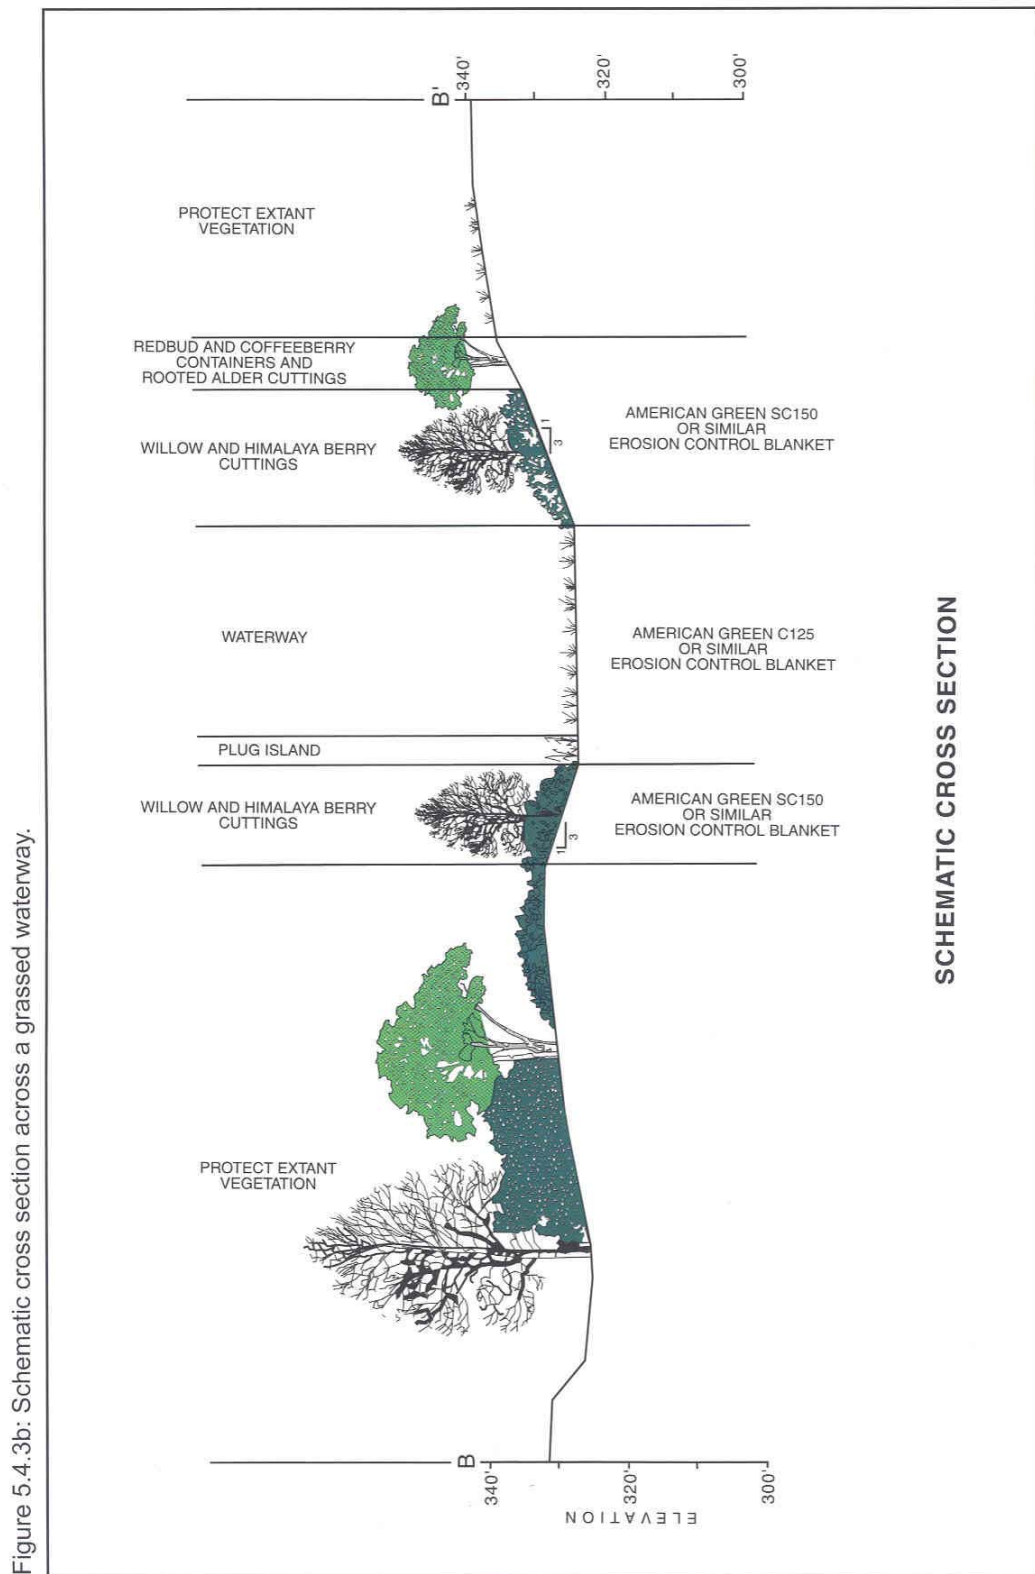 Figure 5.4.3b: Schematic cross section across a grassed waterway.
B
B'
340'
320'
300'
ELEVATION
340'
320'
300'
PROTECT EXTANT
VEGETATION
WILLOW AND HIMALAYA BERRY
CUTTINGS
PLUG ISLAND
WATERWAY
WILLOW AND HIMALAYA BERRY
CUTTINGS
REDBUD AND COFFEEBERRY
CONTAINERS AND
ROOTED ALDER CUTTINGS
PROTECT EXTANT
VEGETATION
1
3
1
3
AMERICAN GREEN SC150
OR SIMILAR
EROSION CONTROL BLANKET
AMERICAN GREEN C125
OR SIMILAR
EROSION CONTROL BLANKET
AMERICAN GREEN SC150
OR SIMILAR
EROSION CONTROL BLANKET
SCHEMATIC CROSS SECTION